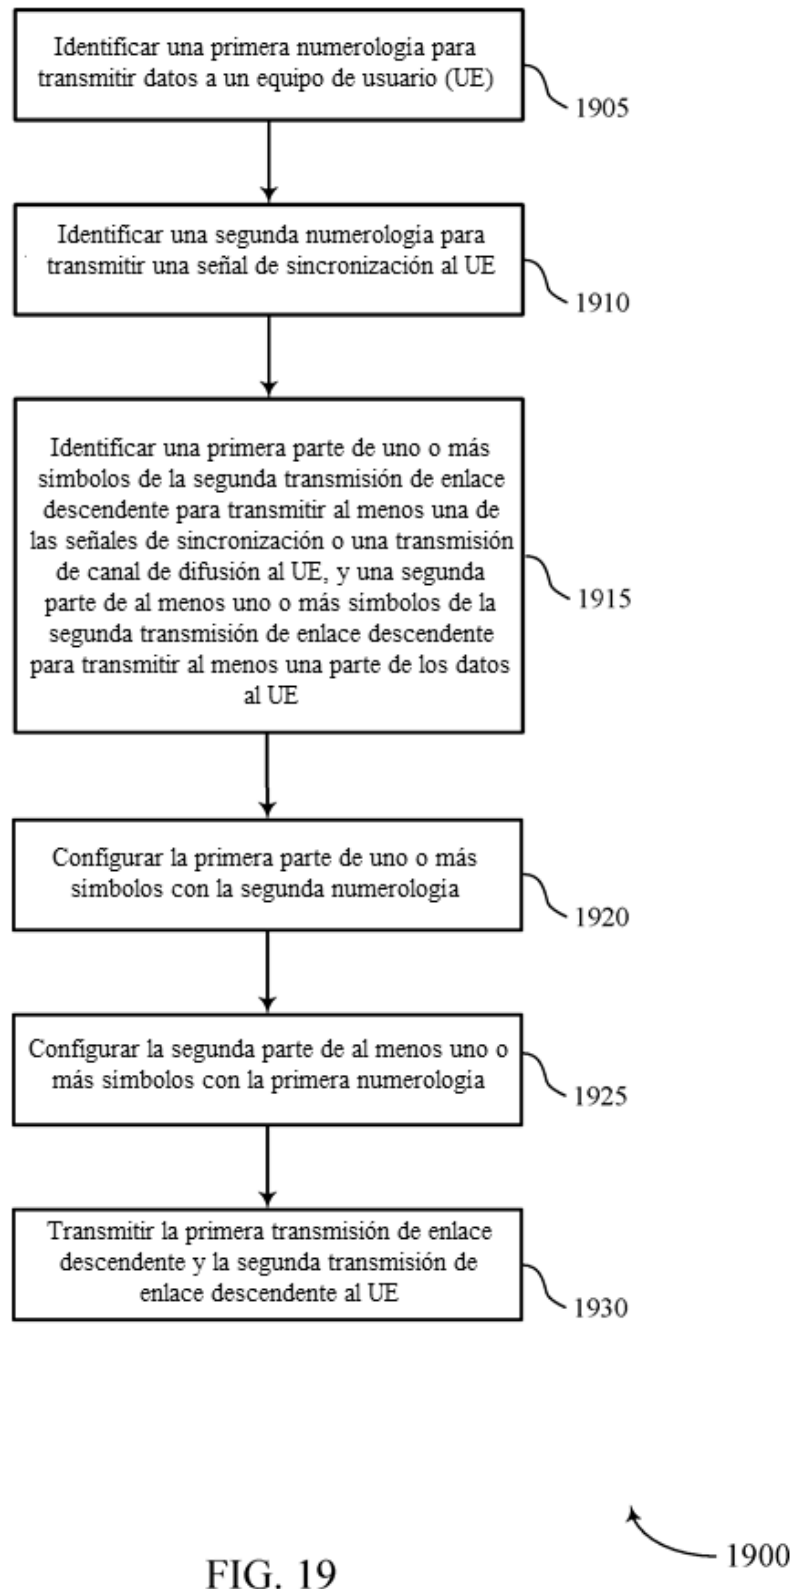 Identificar una primera numerología para
transmitir datos a un equipo de usuario (UE)
1905
Identificar una segunda numerología para
transmitir una señal de sincronización al UE
1910
Identificar una primera parte de uno o más
símbolos de la segunda transmisión de enlace
descendente para transmitir al menos una de
las señales de sincronización o una transmisión
de canal de difusión al UE, y una segunda
parte de al menos uno o más símbolos de la
segunda transmisión de enlace descendente
para transmitir al menos una parte de los datos
al UE
1915
Configurar la primera parte de uno o más
símbolos con la segunda numerología
1920
Configurar la segunda parte de al menos uno o
más símbolos con la primera numerología
1925
Transmitir la primera transmisión de enlace
descendente y la segunda transmisión de
enlace descendente al UE
1930
1900
FIG. 19